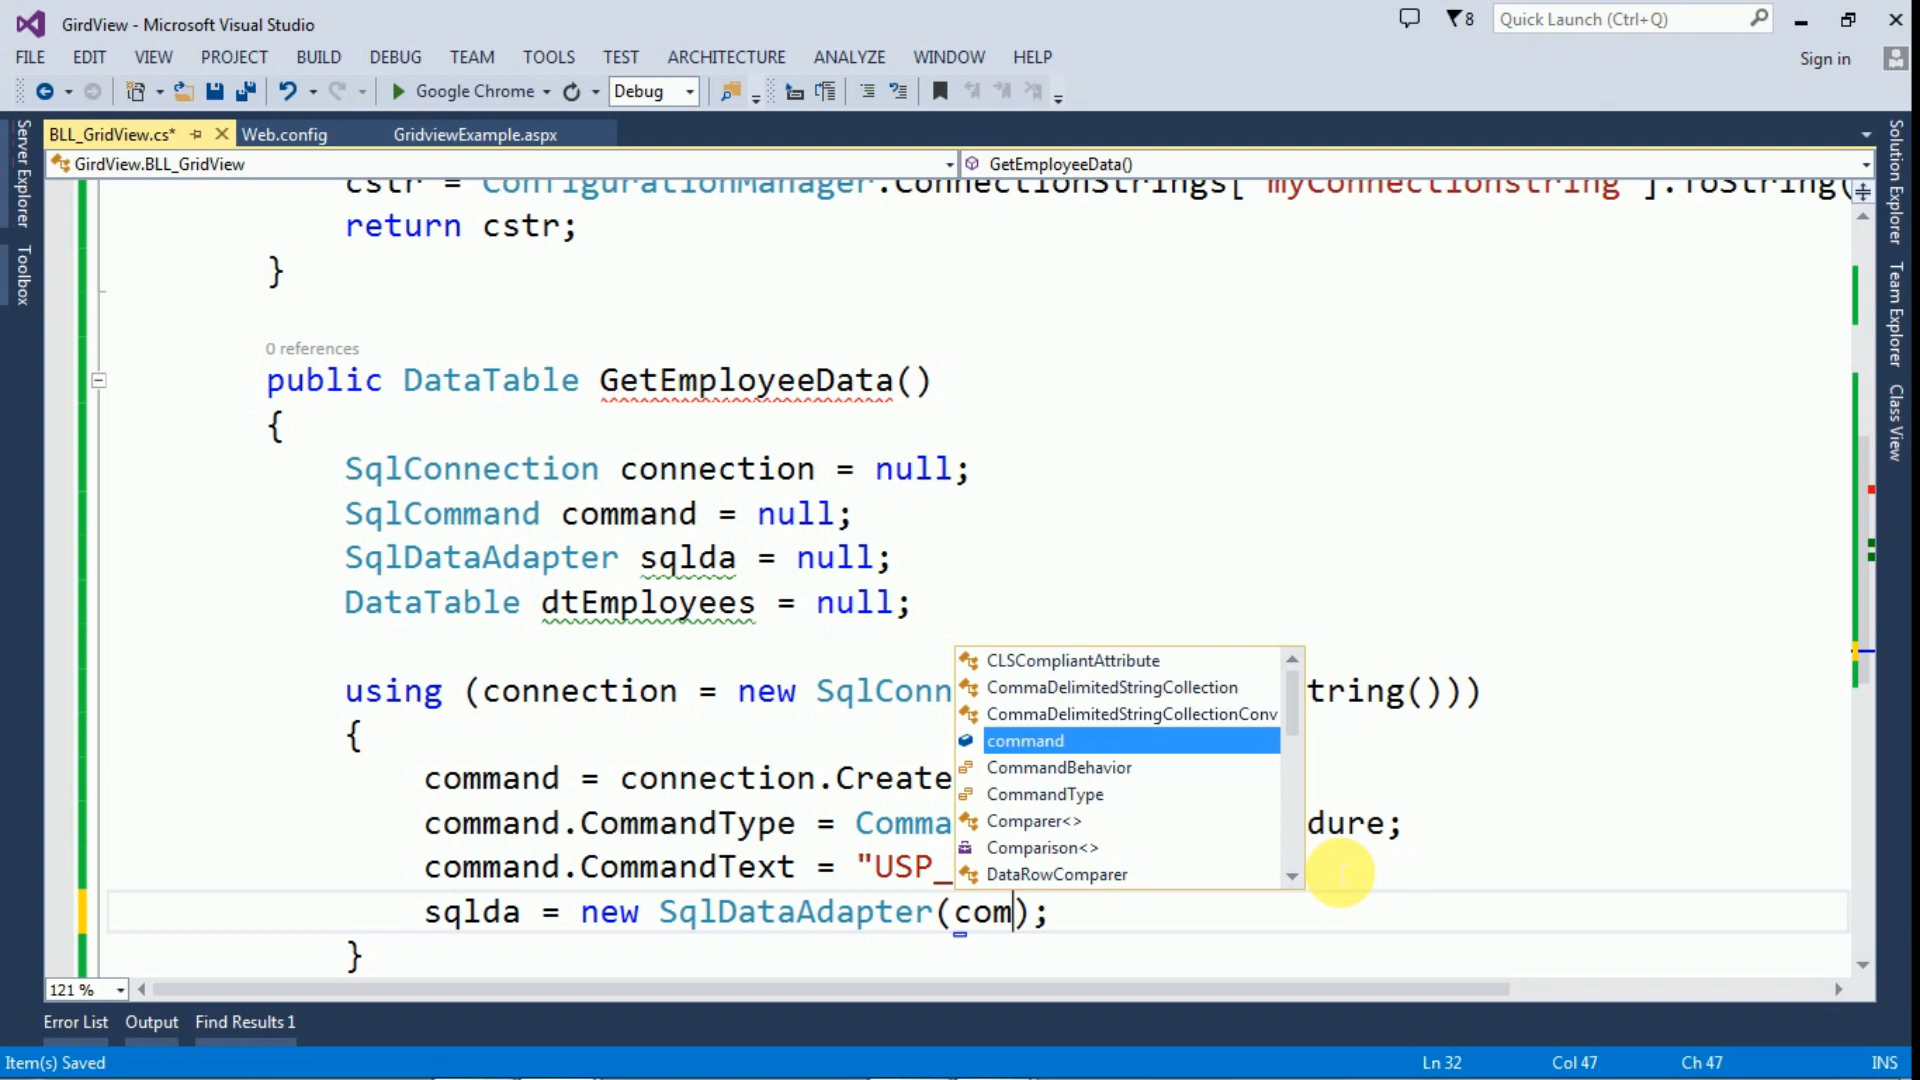 GirdView - Microsoft Visual Studio
8
Quick Launch (Ctrl+Q)
FILE EDIT VIEW PROJECT BUILD DEBUG TEAM TOOLS TEST ARCHITECTURE ANALYZE WINDOW HELP
Sign in
Google Chrome
Debug
BLL_GridView.cs*
Web.config
GridviewExample.aspx
GirdView.BLL_GridView
GetEmployeeData()
Server Explorer
Toolbox
Solution Explorer
Team Explorer
Class View
cstr = ConfigurationManager.ConnectionStrings["myConnectionstring"].ToString(
return cstr;
}
0 references
public DataTable GetEmployeeData()
{
SqlConnection connection = null;
SqlCommand command = null;
SqlDataAdapter sqlda = null;
DataTable dtEmployees = null;
using (connection = new SqlConn tring()))
{
command = connection.Create
command.CommandType = Comma dure;
command.CommandText = "USP_
sqlda = new SqlDataAdapter(com);
}
CLSCompliantAttribute
CommaDelimitedStringCollection
CommaDelimitedStringCollectionConv
command
CommandBehavior
CommandType
Comparer<>
Comparison<>
DataRowComparer
121 %
Error List Output Find Results 1
Item(s) Saved
Ln 32 Col 47 Ch 47 INS